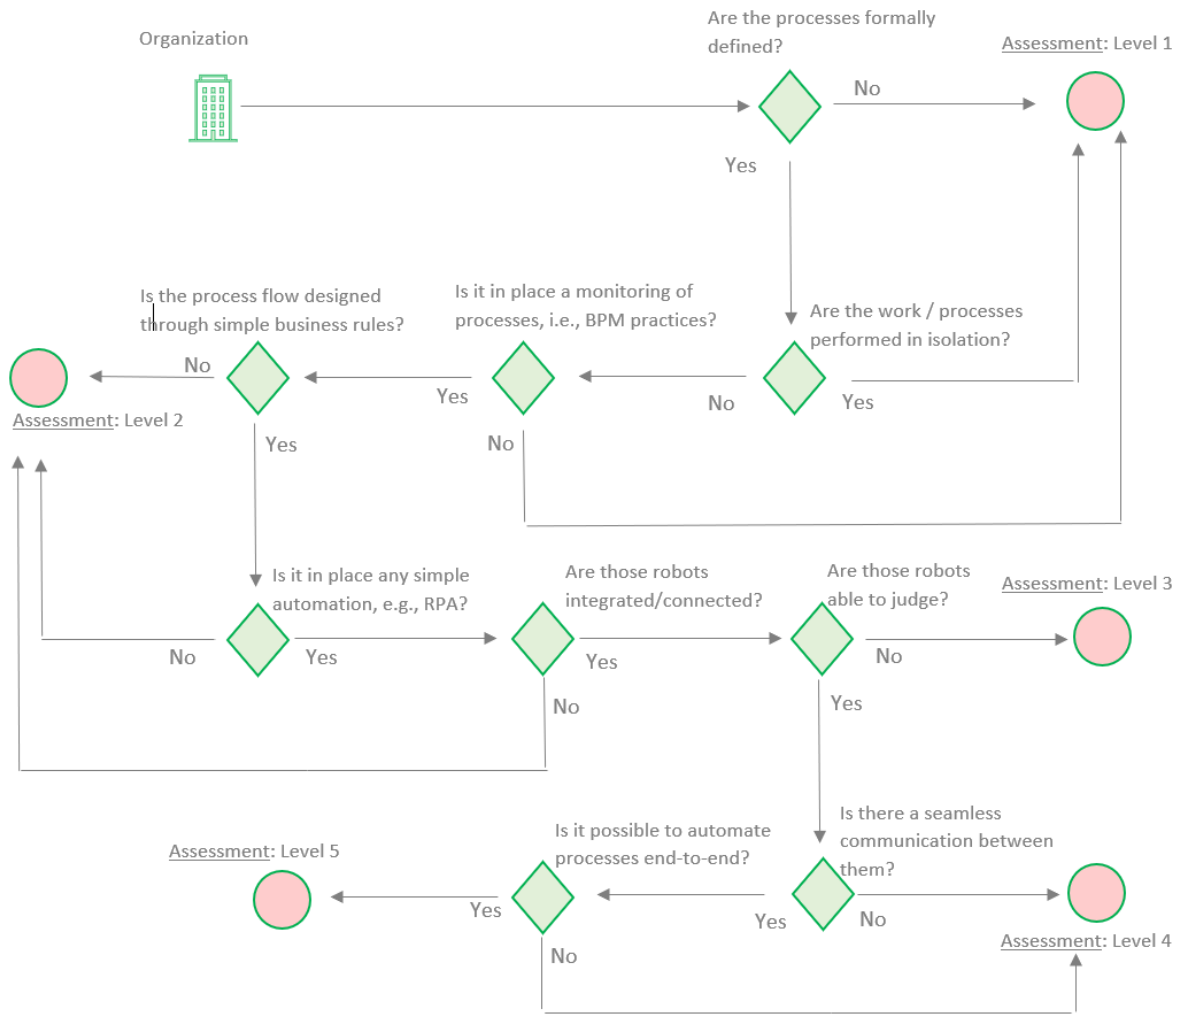 Organization
Are the processes formally
defined?
Assessment: Level 1
No
Yes
Is the process flow designed
through simple business rules?
Is it in place a monitoring of
processes, i.e., BPM practices?
Are the work / processes
performed in isolation?
No
Yes
No
Yes
Assessment: Level 2
Yes
No
Is it in place any simple
automation, e.g., RPA?
Are those robots
integrated/connected?
Are those robots
able to judge?
Assessment: Level 3
No
Yes
Yes
No
No
Yes
Is there a seamless
communication between
them?
Is it possible to automate
processes end-to-end?
Assessment: Level 5
Yes
Yes
No
Assessment: Level 4
No